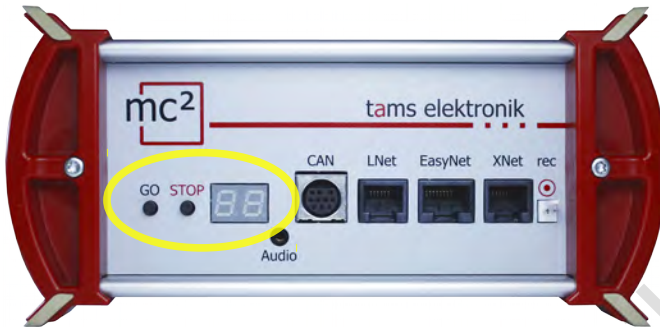 mc²
tams elektronik
CAN LNet EasyNet XNet rec
GO STOP
88
Audio